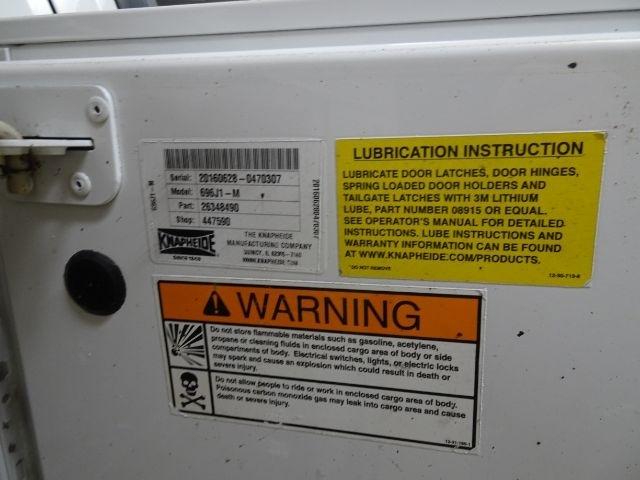 Serial: 20160628-0470307
Model: 696J1-M
Part: 26348490
Shop: 447590
KNAPHEIDE
SINCE 1848
THE KNAPHEIDE
MANUFACTURING COMPANY
QUINCY, IL 62305-7140
WWW.KNAPHEIDE.COM
LUBRICATION INSTRUCTION
LUBRICATE DOOR LATCHES, DOOR HINGES,
SPRING LOADED DOOR HOLDERS AND
TAILGATE LATCHES WITH 3M LITHIUM
LUBE, PART NUMBER 08915 OR EQUAL.
SEE OPERATOR'S MANUAL FOR DETAILED
INSTRUCTIONS. LUBE INSTRUCTIONS AND
WARRANTY INFORMATION CAN BE FOUND
AT WWW.KNAPHEIDE.COM/PRODUCTS.
*DO NOT REMOVE
WARNING
Do not store flammable materials such as gasoline, acetylene,
propane or cleaning fluids in enclosed cargo area of body or side
compartments of body. Electrical switches, lights, or electric locks
may spark and cause an explosion which could result in death or
severe injury.
Do not allow people to ride or work in enclosed cargo area of body.
Poisonous carbon monoxide gas may leak into cargo area and cause
death or severe injury.